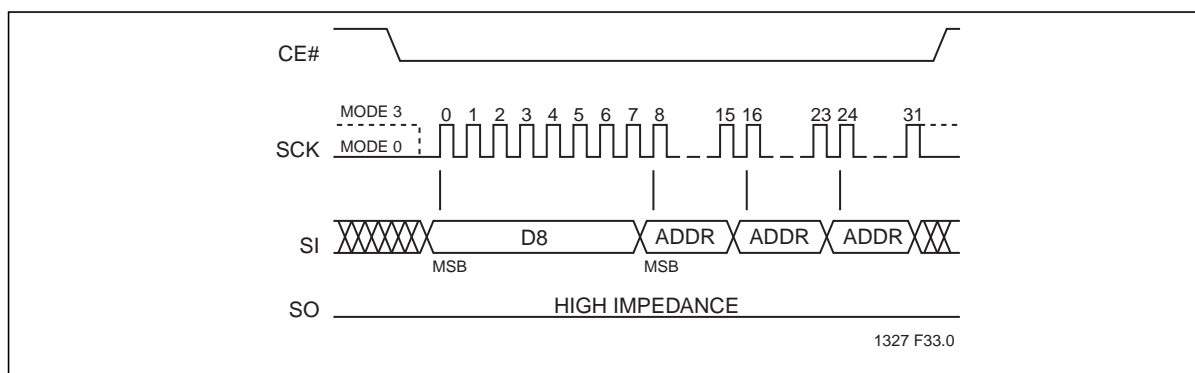 CE#
MODE 3
0 1 2 3 4 5 6 7 8 15 16 23 24 31
SCK MODE 0
SI D8 ADDR ADDR ADDR
MSB MSB
SO HIGH IMPEDANCE
1327 F33.0